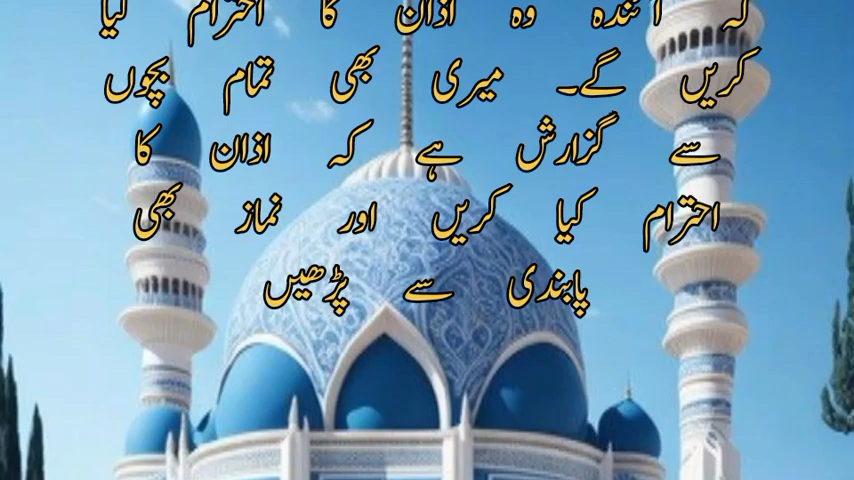 کہ آئندہ وہ اذان کا احترام کیا
کریں گے۔ میری بھی تمام بچوں
سے گزارش ہے کہ اذان کا
احترام کیا کریں اور نماز بھی
پابندی سے پڑھیں